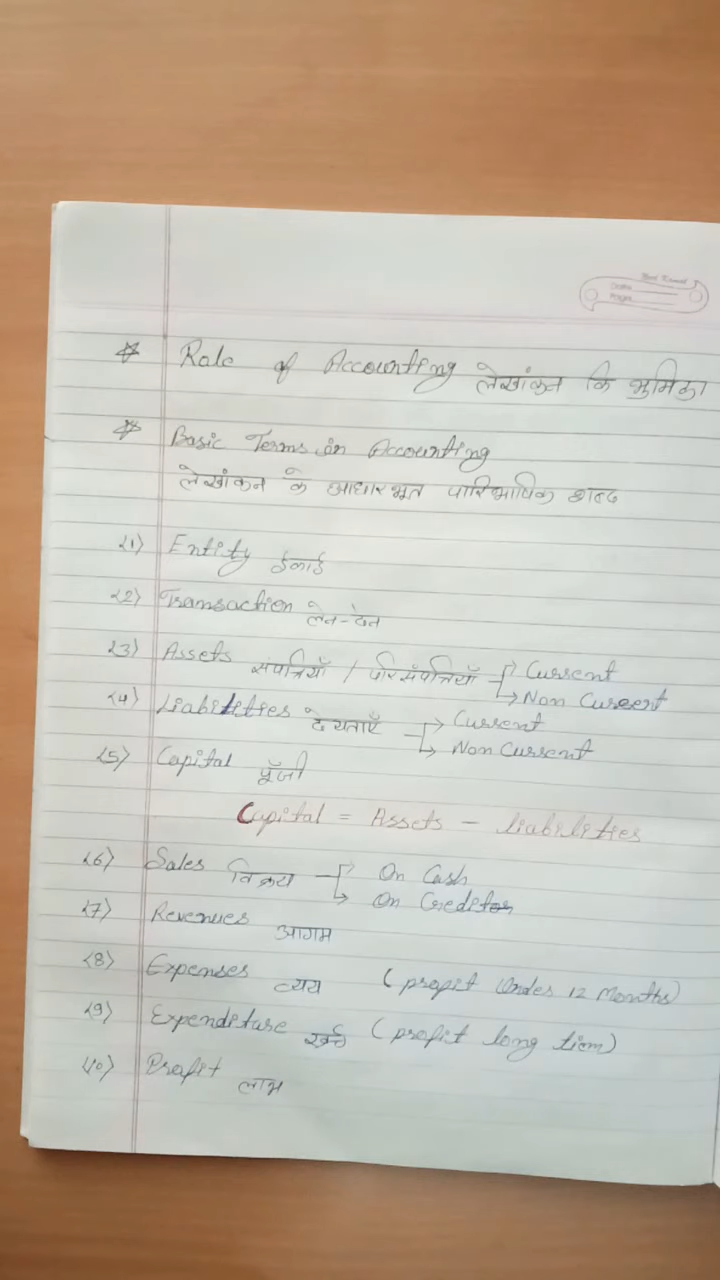 Role of Accounting लेखांकन कि भुमिका
Basic Terms in Accounting
लेखांकन के आधारभूत पारिभाषिक शब्द
<1> Entity ईकाई
<2> Transaction लेन-देन
<3> Assets संपत्तियाँ / परिसंपत्तियाँ → Current
→ Non Current
<4> Liabilities देयताएँ → Current
→ Non Current
<5> Capital पूँजी
Capital = Assets - Liabilities
<6> Sales विक्रय → On Cash
→ On Credit
<7> Revenues आगम
<8> Expenses व्यय (profit Under 12 Months)
<9> Expenditure खर्च (profit long tirm)
<10> Profit लाभ